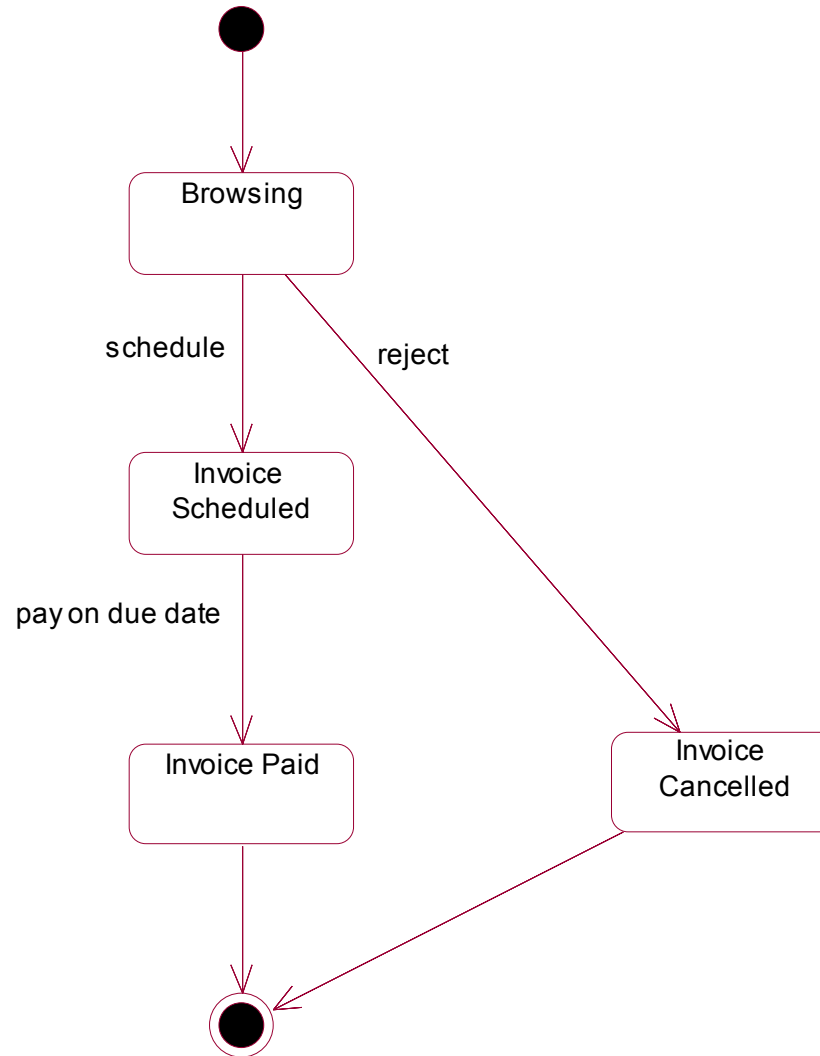 Browsing
schedule
reject
Invoice
Scheduled
pay on due date
Invoice Paid
Invoice
Cancelled